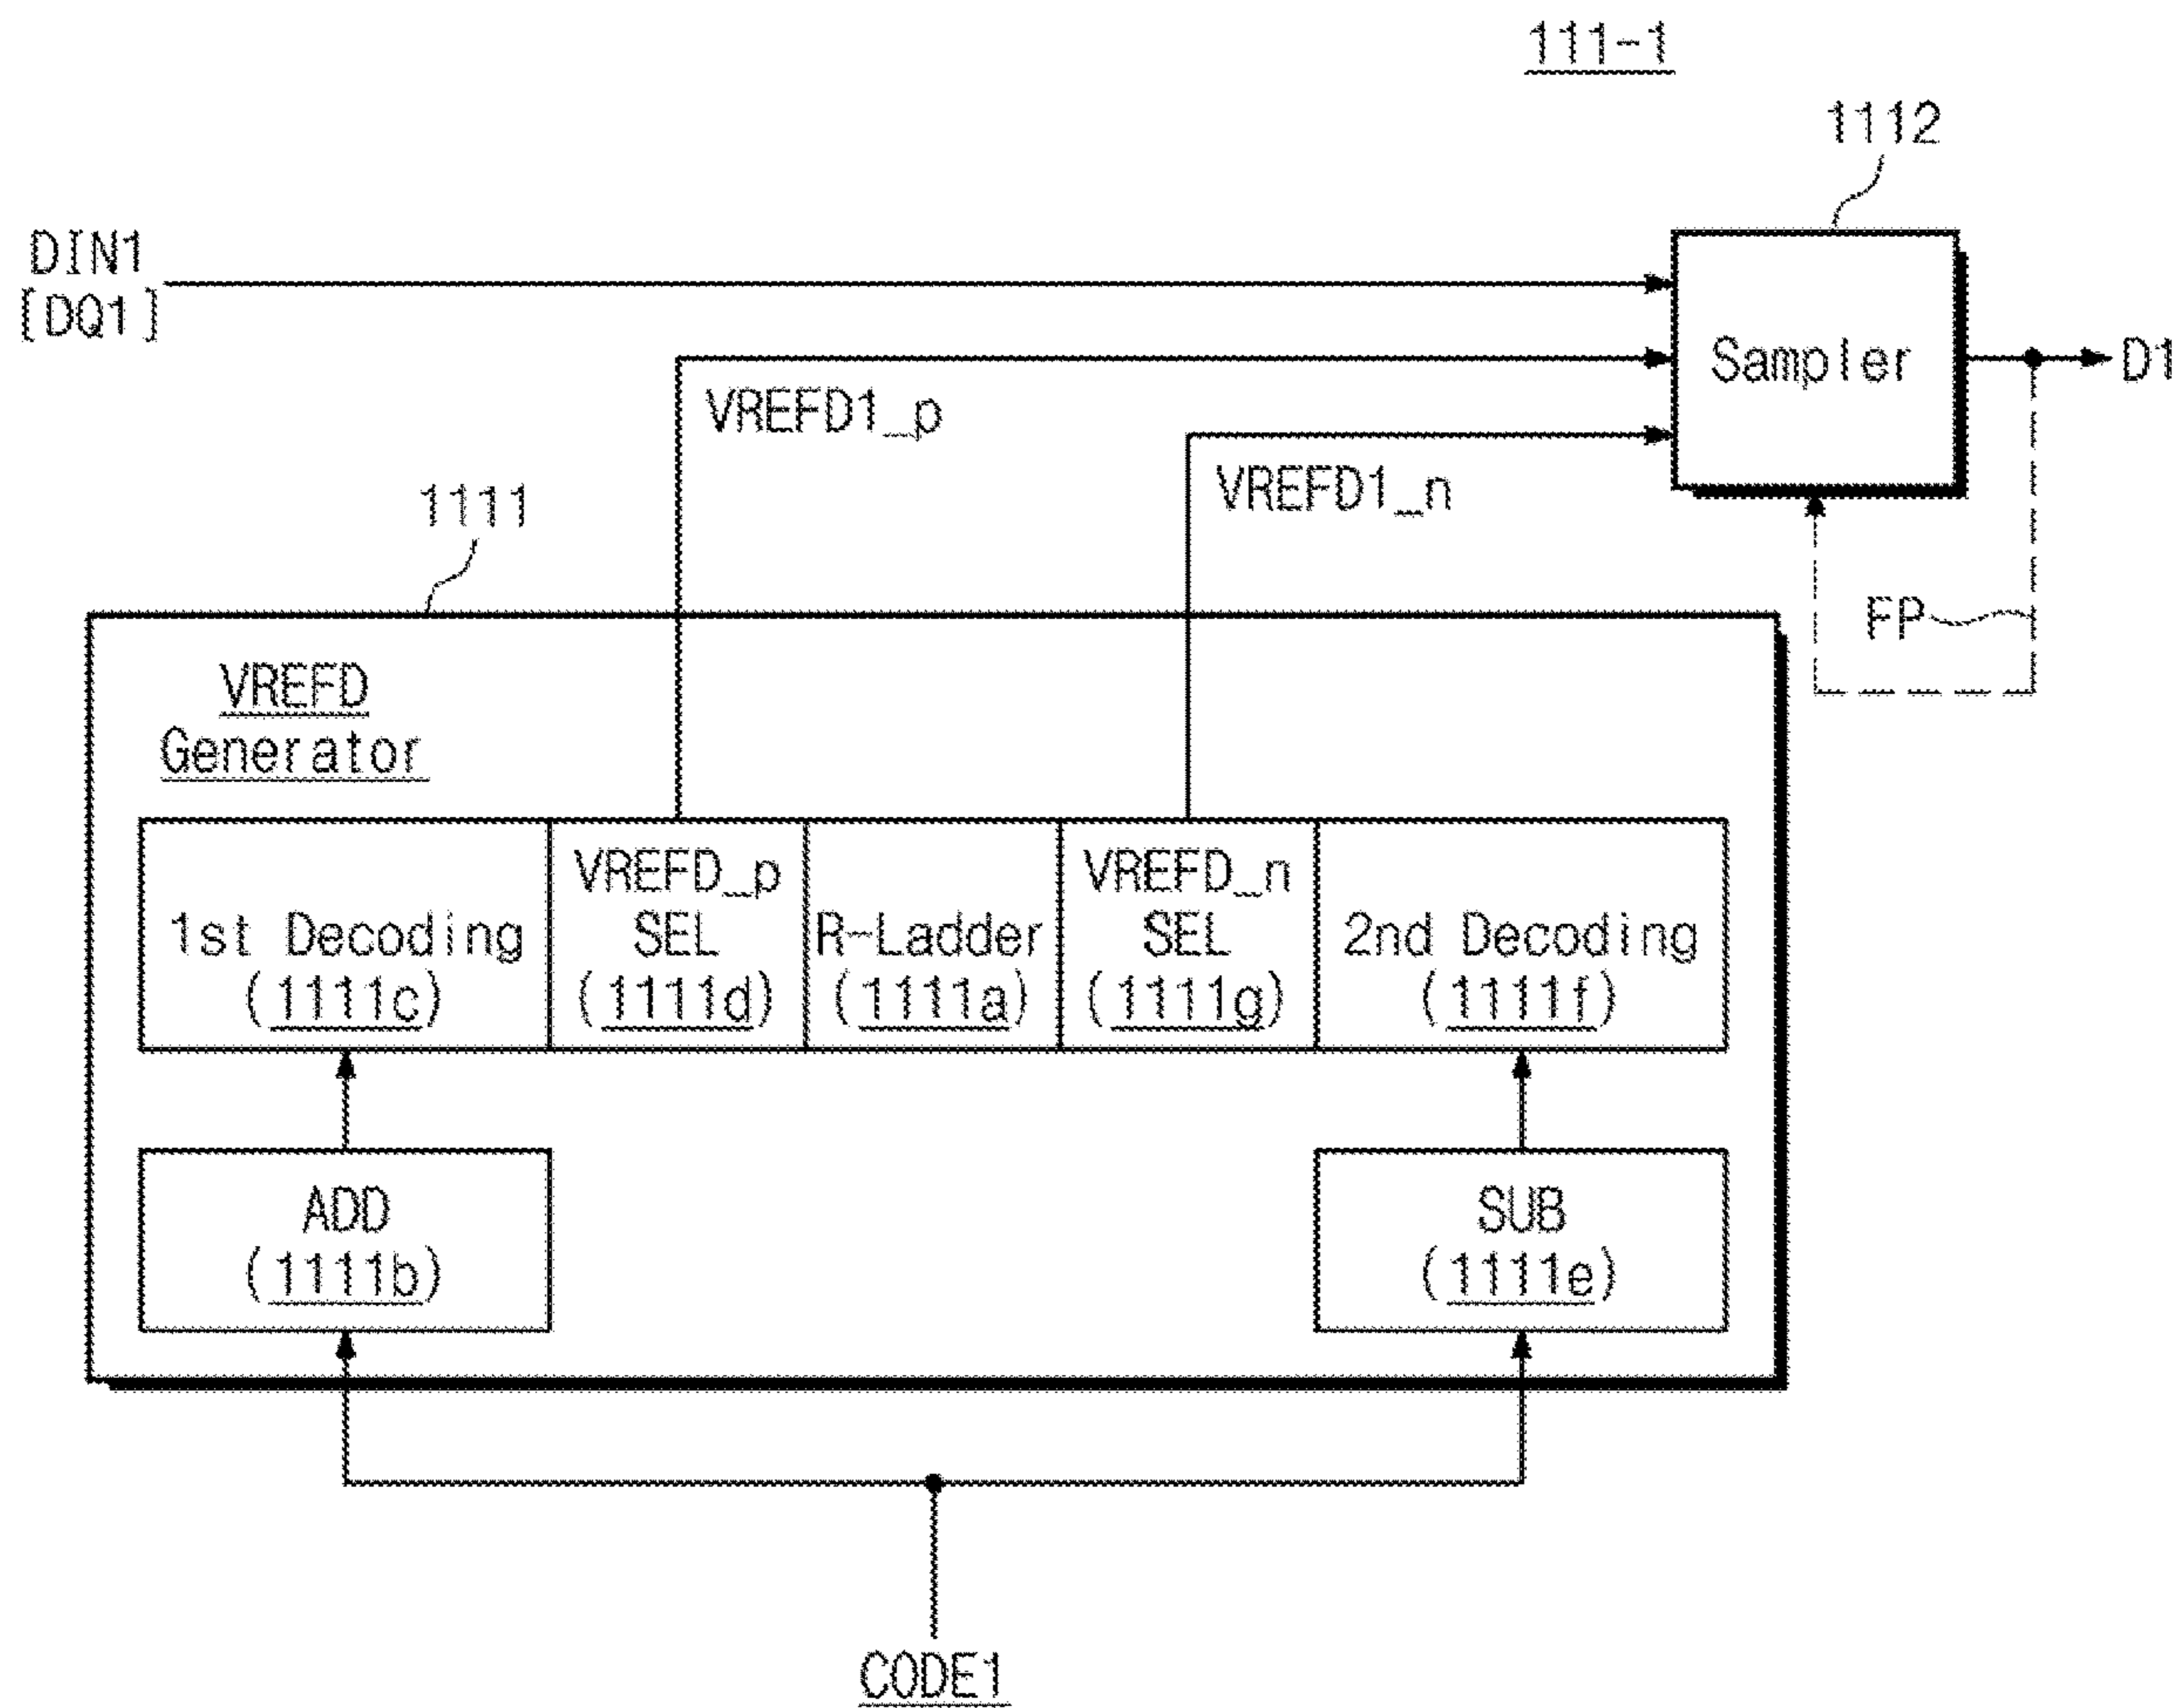 111-1
1112
DIN1
[DQ1]
Sampler
D1
VREFD1_p
VREFD1_n
1111
FP
VREFD
Generator
1st Decoding
(1111c)
VREFD_p
SEL
(1111d)
R-Ladder
(1111a)
VREFD_n
SEL
(1111g)
2nd Decoding
(1111f)
ADD
(1111b)
SUB
(1111e)
CODE1